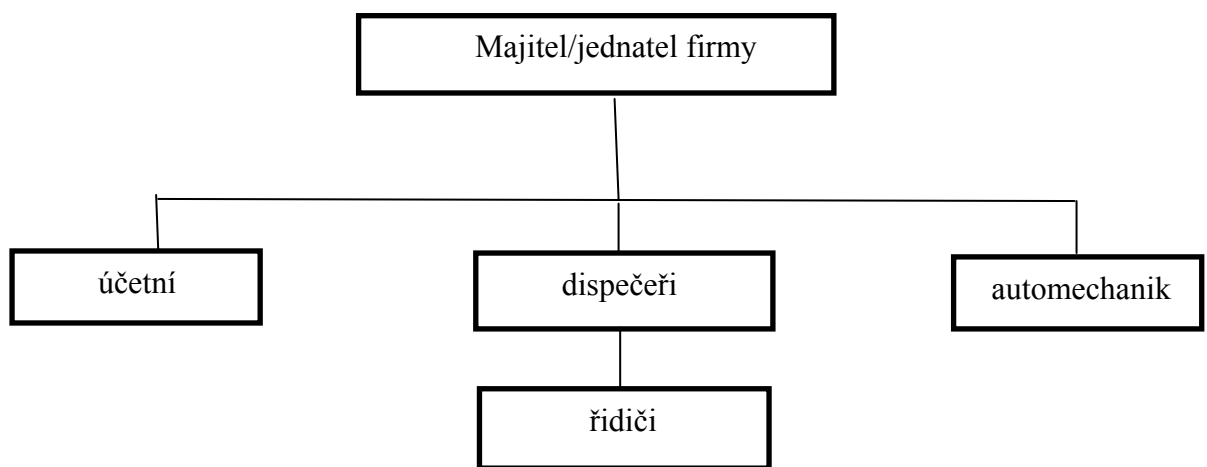 Majitel/jednatel firmy
účetní
dispečeři
automechanik
řidiči